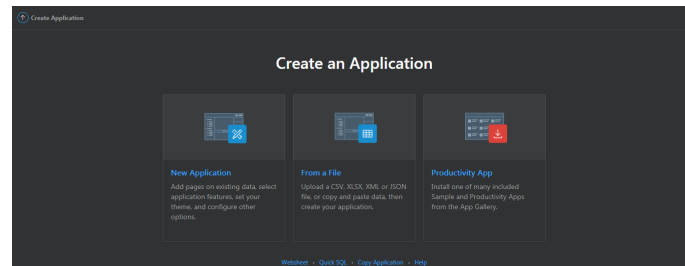 Create Application
Create an Application
New Application
Add pages on existing data, select
application features, set your
theme, and configure other
options.
From a File
Upload a CSV, XLSX, XML or JSON
file, or copy and paste data, then
create your application.
Productivity App
Install one of many included
Sample and Productivity Apps
from the App Gallery.
Websheet • Quick SQL • Copy Application • Help